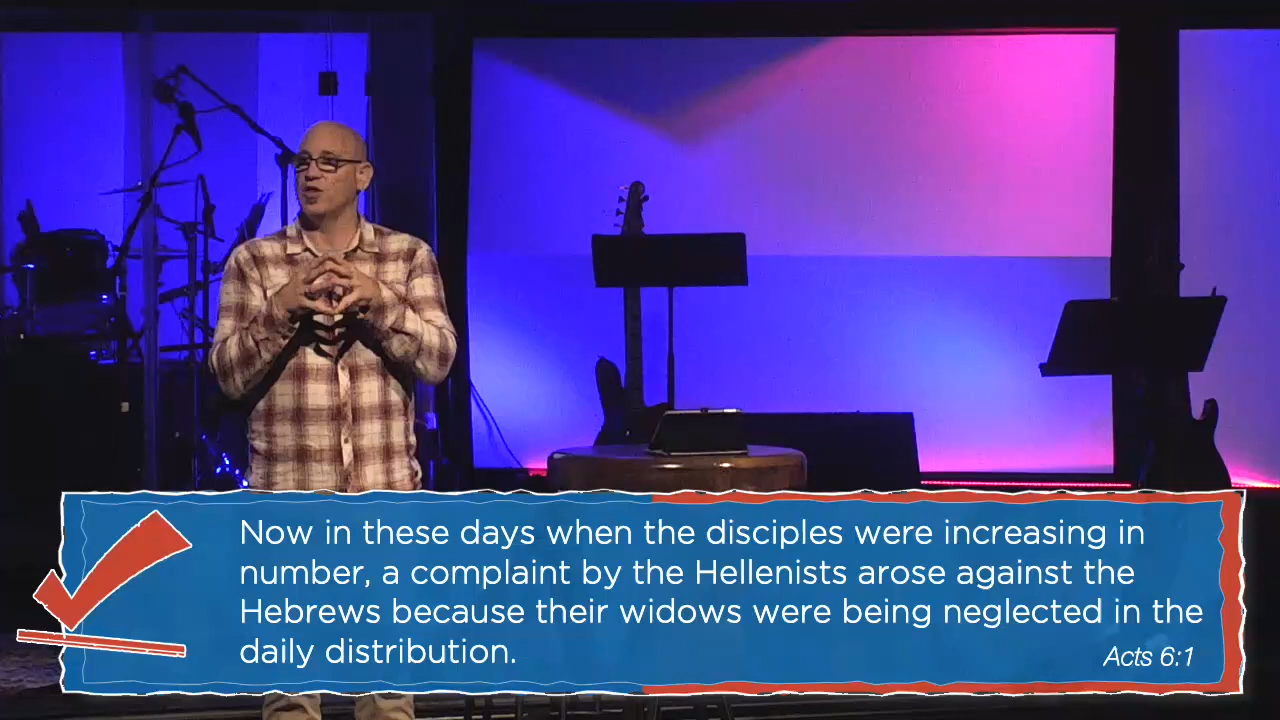 Now in these days when the disciples were increasing in
number, a complaint by the Hellenists arose against the
Hebrews because their widows were being neglected in the
daily distribution.
Acts 6:1